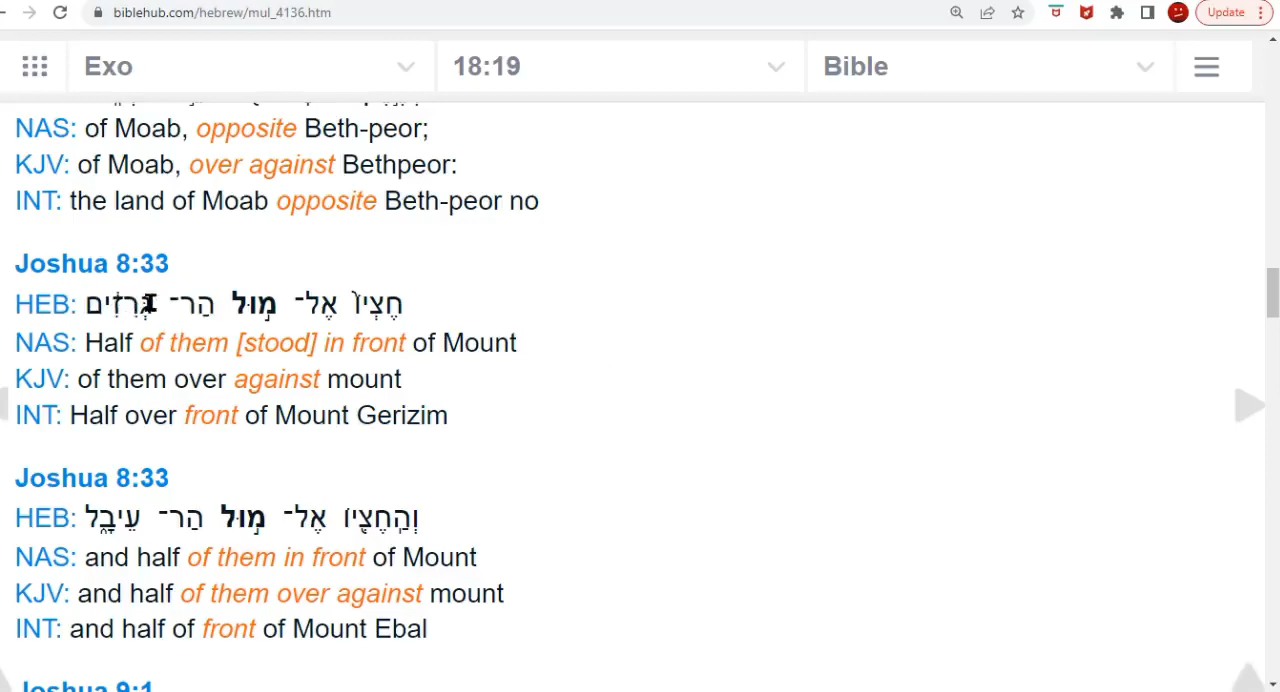 biblehub.com/hebrew/mul_4136.htm
Update
Exo 18:19 Bible
NAS: of Moab, opposite Beth-peor;
KJV: of Moab, over against Bethpeor:
INT: the land of Moab opposite Beth-peor no
Joshua 8:33
HEB: חֶצְיוֹ֙ אֶל־ מ֣וּל הַר־ גְּרִזִ֔ים
NAS: Half of them [stood] in front of Mount
KJV: of them over against mount
INT: Half over front of Mount Gerizim
Joshua 8:33
HEB: וְהַֽחֶצְי֖וֹ אֶל־ מ֣וּל הַר־ עֵיבָ֑ל
NAS: and half of them in front of Mount
KJV: and half of them over against mount
INT: and half of front of Mount Ebal
Joshua 9:1